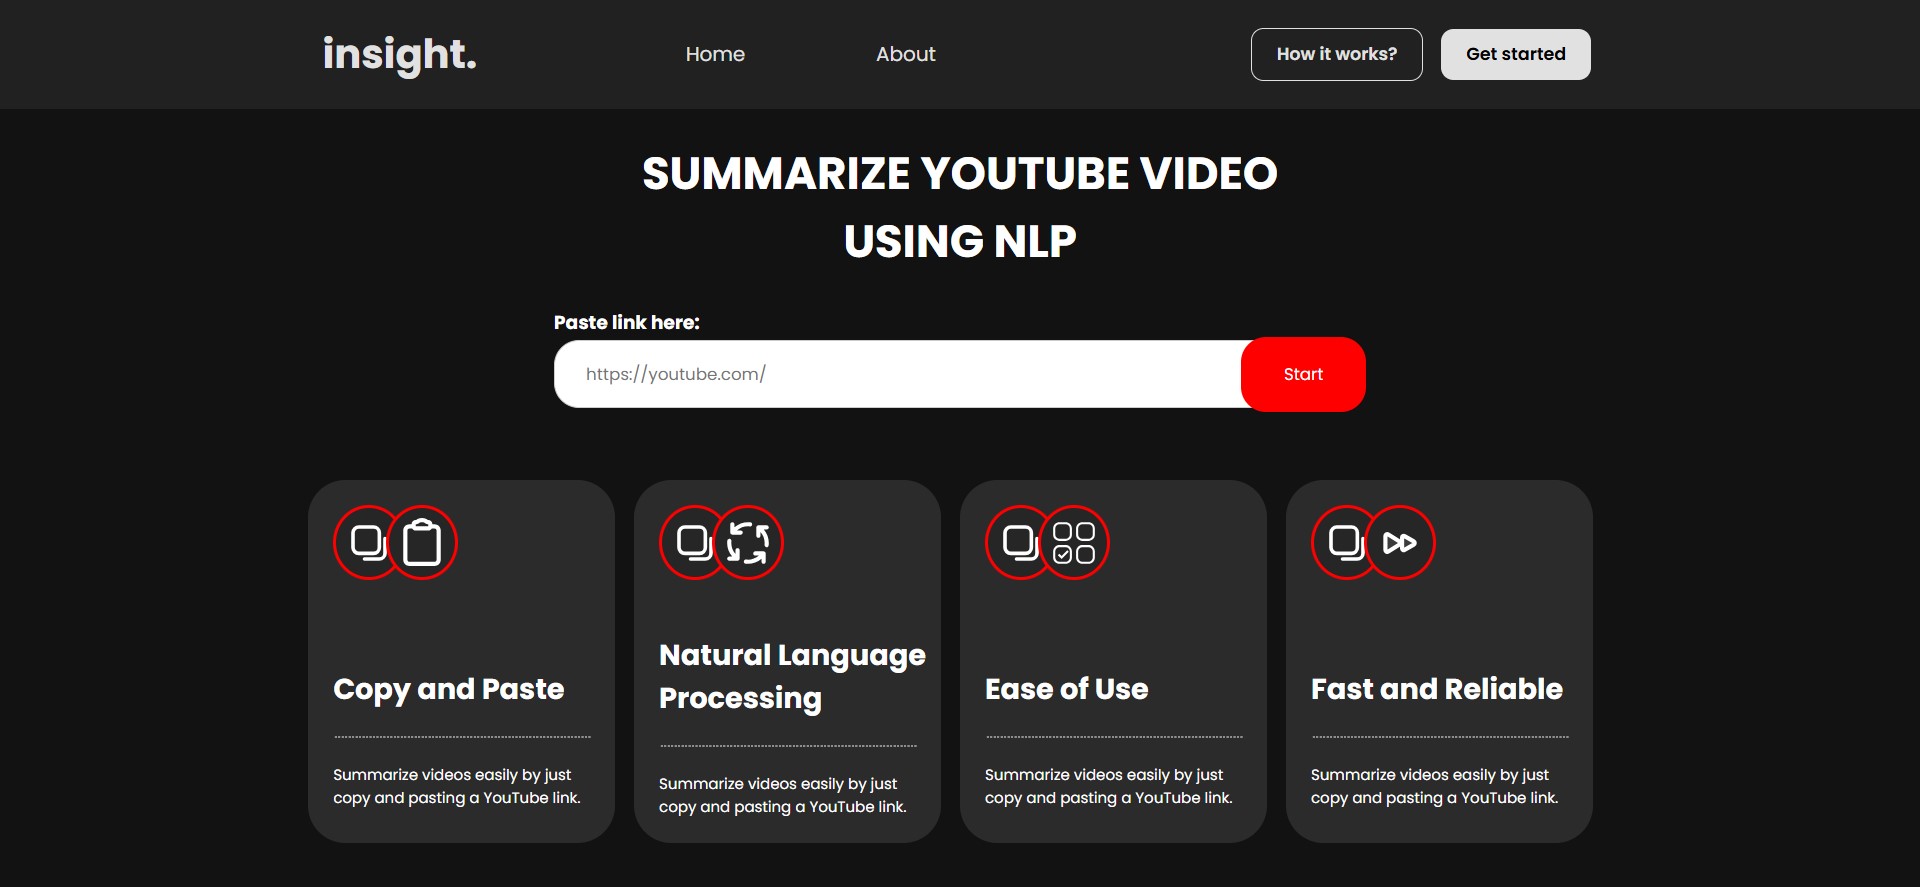 insight.
Home
About
How it works?
Get started
SUMMARIZE YOUTUBE VIDEO
USING NLP
Paste link here:
https://youtube.com/
Start
Copy and Paste
Summarize videos easily by just
copy and pasting a YouTube link.
Natural Language
Processing
Summarize videos easily by just
copy and pasting a YouTube link.
Ease of Use
Summarize videos easily by just
copy and pasting a YouTube link.
Fast and Reliable
Summarize videos easily by just
copy and pasting a YouTube link.